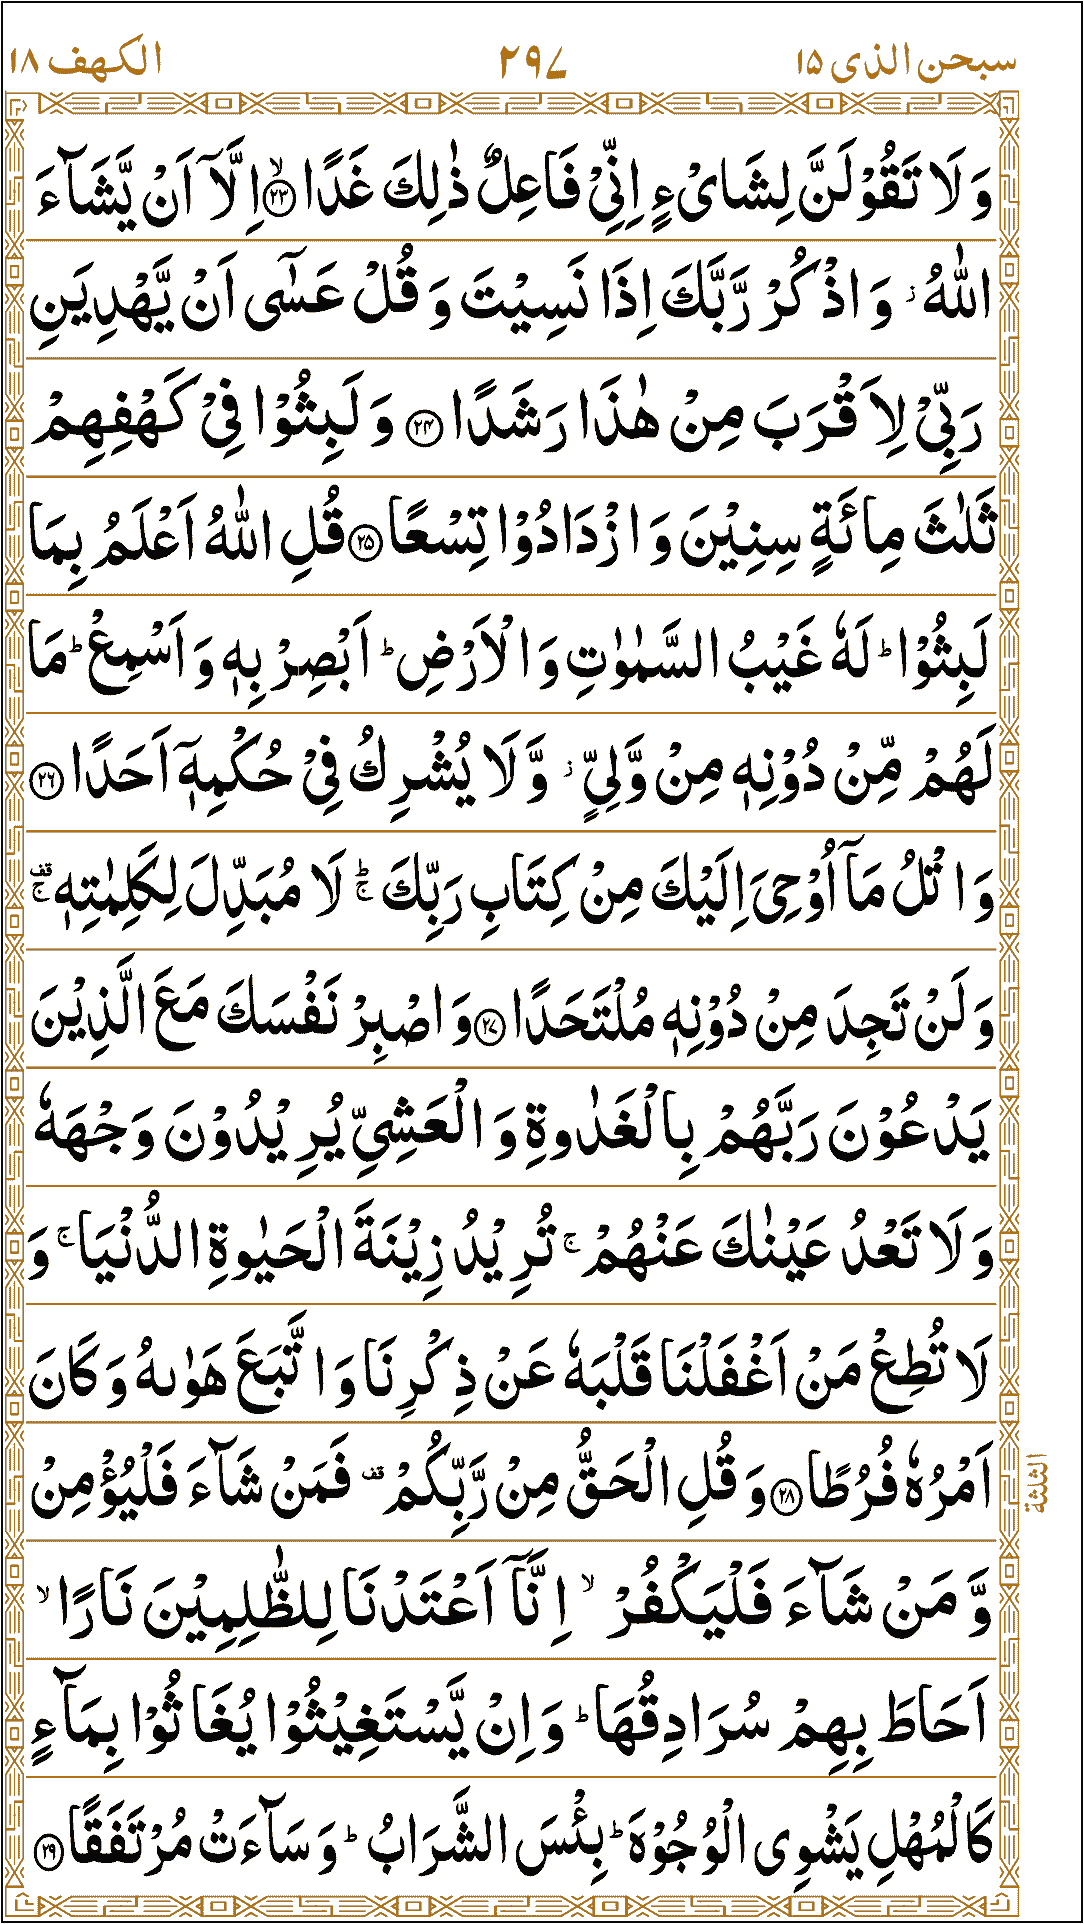 سبحن الذی ۱۵ ۲۹۷ الکهف ۱۸
وَلَا تَقُوْلَنَّ لِشَایْءٍ اِنِّیْ فَاعِلٌ ذٰلِكَ غَدًا ۙ﴿۲۳﴾ اِلَّاۤ اَنْ یَّشَآءَ
اللّٰهُ ؗ وَ اذْكُرْ رَّبَّكَ اِذَا نَسِیْتَ وَ قُلْ عَسٰۤی اَنْ یَّهْدِیَنِ
رَبِّیْ لِاَقْرَبَ مِنْ هٰذَا رَشَدًا ﴿۲۴﴾ وَ لَبِثُوْا فِیْ كَهْفِهِمْ
ثَلٰثَ مِائَةٍ سِنِیْنَ وَ ازْدَادُوْا تِسْعًا ﴿۲۵﴾ قُلِ اللّٰهُ اَعْلَمُ بِمَا
لَبِثُوْا ؕ لَهٗ غَیْبُ السَّمٰوٰتِ وَ الْاَرْضِ ؕ اَبْصِرْ بِهٖ وَ اَسْمِعْ ؕ مَا
لَهُمْ مِّنْ دُوْنِهٖ مِنْ وَّلِیٍّ ؗ وَّ لَا یُشْرِكُ فِیْ حُكْمِهٖۤ اَحَدًا ﴿۲۶﴾
وَ اتْلُ مَاۤ اُوْحِیَ اِلَیْكَ مِنْ كِتَابِ رَبِّكَ ؕۚ لَا مُبَدِّلَ لِكَلِمٰتِهٖ ۚ۫
وَ لَنْ تَجِدَ مِنْ دُوْنِهٖ مُلْتَحَدًا ﴿۲۷﴾ وَ اصْبِرْ نَفْسَكَ مَعَ الَّذِیْنَ
یَدْعُوْنَ رَبَّهُمْ بِالْغَدٰوةِ وَ الْعَشِیِّ یُرِیْدُوْنَ وَجْهَهٗ
وَ لَا تَعْدُ عَیْنٰكَ عَنْهُمْ ۚ تُرِیْدُ زِیْنَةَ الْحَیٰوةِ الدُّنْیَا ۚ وَ
لَا تُطِعْ مَنْ اَغْفَلْنَا قَلْبَهٗ عَنْ ذِكْرِنَا وَ اتَّبَعَ هَوٰىهُ وَ كَانَ
اَمْرُهٗ فُرُطًا ﴿۲۸﴾ وَ قُلِ الْحَقُّ مِنْ رَّبِّكُمْ ۫ فَمَنْ شَآءَ فَلْیُؤْمِنْ
الثلثة
وَّ مَنْ شَآءَ فَلْیَكْفُرْ ۙ اِنَّاۤ اَعْتَدْنَا لِلظّٰلِمِیْنَ نَارًا ۙ
اَحَاطَ بِهِمْ سُرَادِقُهَا ؕ وَ اِنْ یَّسْتَغِیْثُوْا یُغَاثُوْا بِمَآءٍ
كَالْمُهْلِ یَشْوِی الْوُجُوْهَ ؕ بِئْسَ الشَّرَابُ ؕ وَ سَآءَتْ مُرْتَفَقًا ﴿۲۹﴾